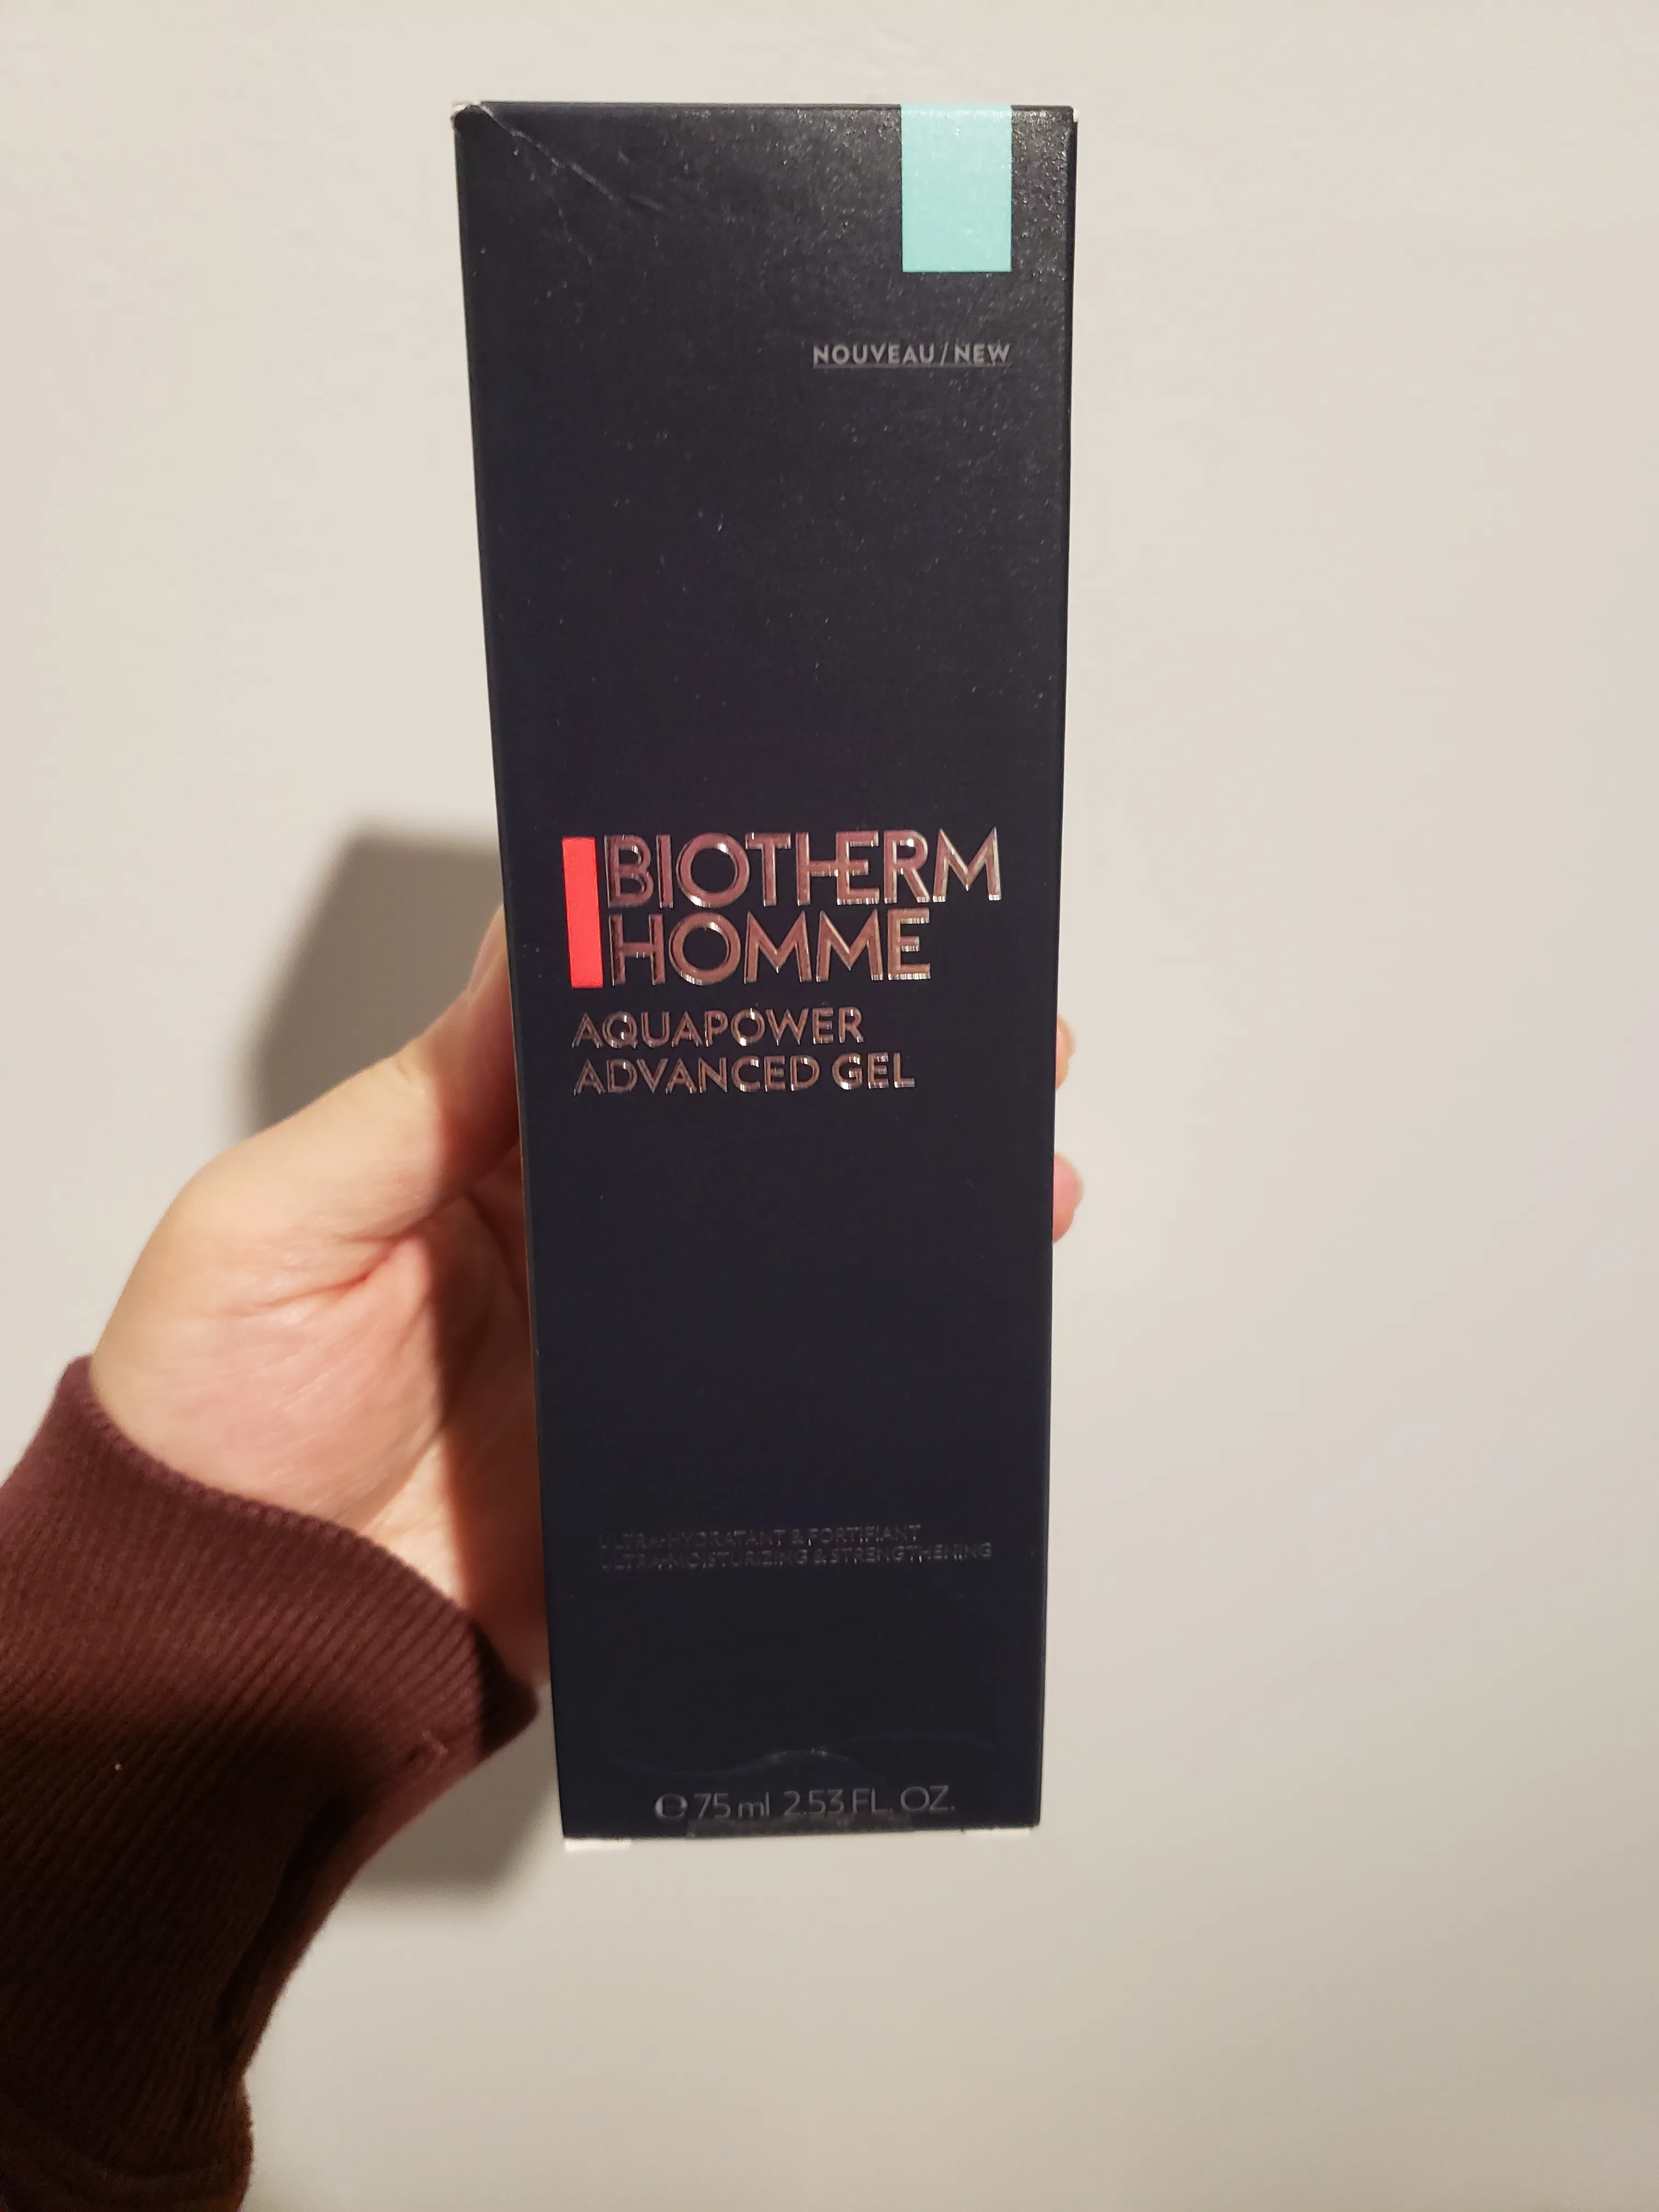 NOUVEAU / NEW
BIOTHERM
HOMME
AQUAPOWER
ADVANCED GEL
ULTRA-HYDRATANT & FORTIFIANT
ULTRA-MOISTURIZING & STRENGTHENING
℮ 75 ml 2.53 FL. OZ.